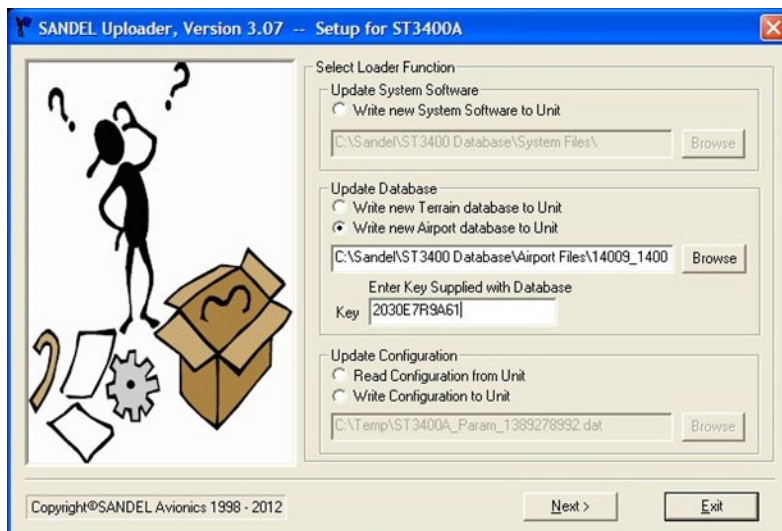 SANDEL Uploader, Version 3.07 -- Setup for ST3400A
Select Loader Function
Update System Software
Write new System Software to Unit
C:\Sandel\ST3400 Database\System Files\
Browse
Update Database
Write new Terrain database to Unit
Write new Airport database to Unit
C:\Sandel\ST3400 Database\Airport Files\14009_1400
Browse
Enter Key Supplied with Database
Key 2030E7R9A61
Update Configuration
Read Configuration from Unit
Write Configuration to Unit
C:\Temp\ST3400A_Param_1389278992.dat
Browse
Copyright©SANDEL Avionics 1998 - 2012
Next >
Exit